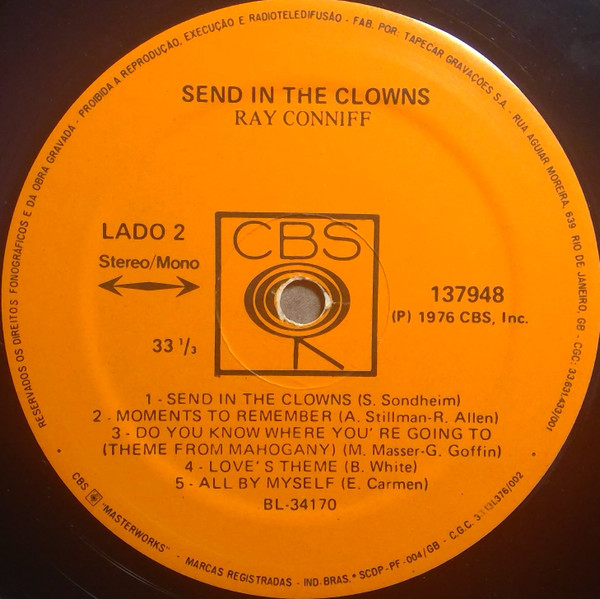 RESERVADOS OS DIREITOS FONOGRÁFICOS E DA OBRA GRAVADA - PROIBIDA A REPRODUÇÃO, EXECUÇÃO E RADIOTELEDIFUSÃO - FAB. POR: TAPECAR GRAVAÇÕES S.A. - RUA AGUIAR MOREIRA, 639 RIO DE JANEIRO, GB - CGC: 33.631.433/001
SEND IN THE CLOWNS
RAY CONNIFF
LADO 2
Stereo/Mono
33 1/3
CBS
137948
(P) 1976 CBS, Inc.
1 - SEND IN THE CLOWNS (S. Sondheim)
2 - MOMENTS TO REMEMBER (A. Stillman-R. Allen)
3 - DO YOU KNOW WHERE YOU'RE GOING TO
(THEME FROM MAHOGANY) (M. Masser-G. Goffin)
4 - LOVE'S THEME (B. White)
5 - ALL BY MYSELF (E. Carmen)
BL-34170
CBS "MASTERWORKS" - MARCAS REGISTRADAS - IND. BRAS. * SCDP - PF - 004/GB - C.G.C.